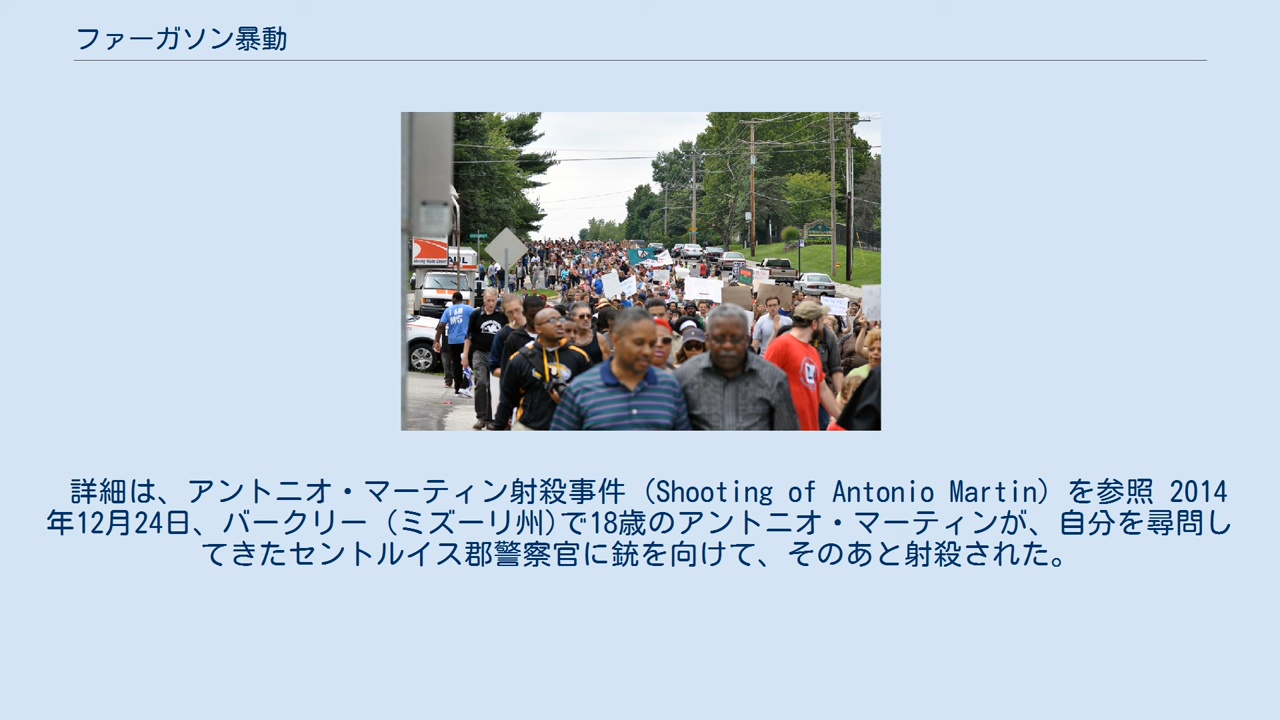 ファーガソン暴動
詳細は、アントニオ・マーティン射殺事件 (Shooting of Antonio Martin) を参照 2014
年12月24日、バークリー (ミズーリ州)で18歳のアントニオ・マーティンが、自分を尋問し
てきたセントルイス郡警察官に銃を向けて、そのあと射殺された。